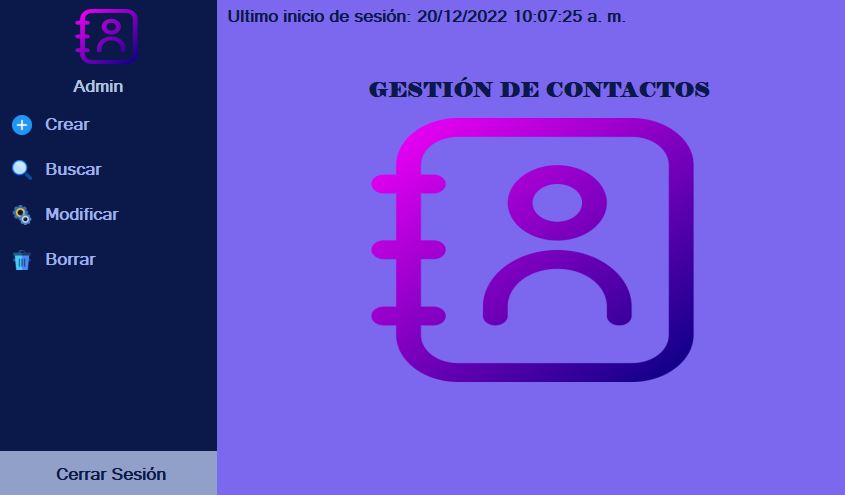 Admin
Crear
Buscar
Modificar
Borrar
Cerrar Sesión
Ultimo inicio de sesión: 20/12/2022 10:07:25 a. m.
GESTIÓN DE CONTACTOS